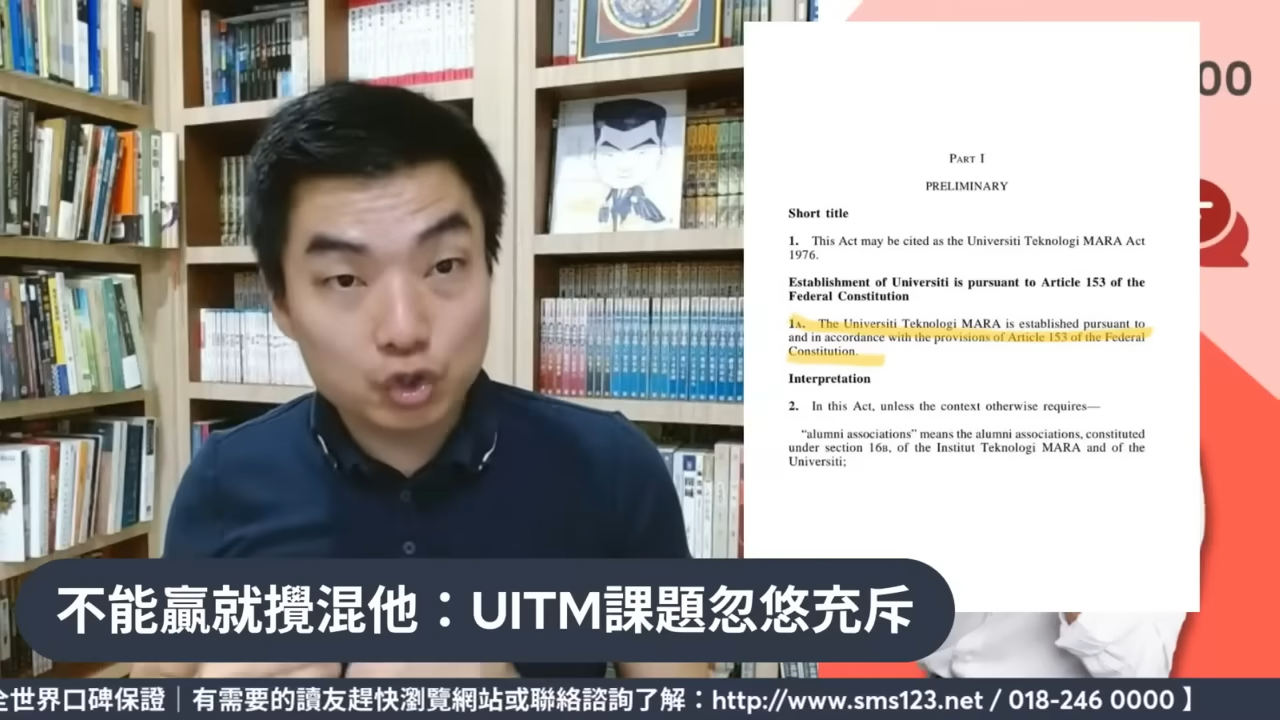 00
PART I
PRELIMINARY
Short title
1. This Act may be cited as the Universiti Teknologi MARA Act
1976.
Establishment of Universiti is pursuant to Article 153 of the
Federal Constitution
1A. The Universiti Teknologi MARA is established pursuant to
and in accordance with the provisions of Article 153 of the Federal
Constitution.
Interpretation
2. In this Act, unless the context otherwise requires—
“alumni associations” means the alumni associations, constituted
under section 16B, of the Institut Teknologi MARA and of the
Universiti;
不能贏就攪混他：UITM課題忽悠充斥
全世界口碑保證｜有需要的讀友趕快瀏覽網站或聯絡諮詢了解：http://www.sms123.net / 018-246 0000 】